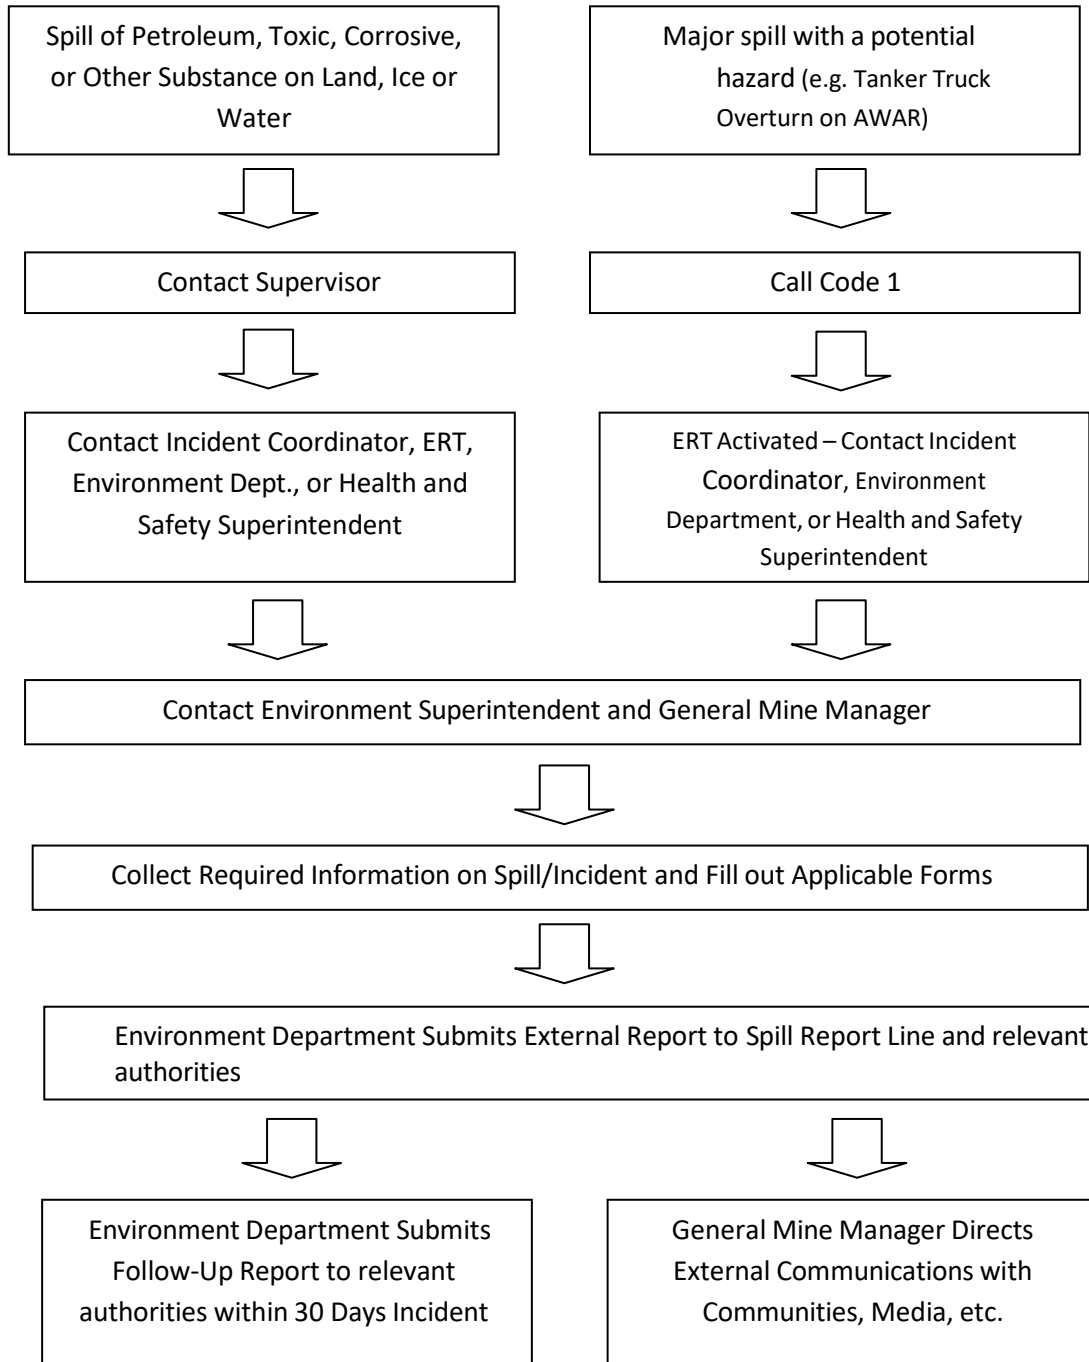 Spill of Petroleum, Toxic, Corrosive,
or Other Substance on Land, Ice or
Water
Major spill with a potential
hazard (e.g. Tanker Truck
Overturn on AWAR)
Contact Supervisor
Call Code 1
Contact Incident Coordinator, ERT,
Environment Dept., or Health and
Safety Superintendent
ERT Activated – Contact Incident
Coordinator, Environment
Department, or Health and Safety
Superintendent
Contact Environment Superintendent and General Mine Manager
Collect Required Information on Spill/Incident and Fill out Applicable Forms
Environment Department Submits External Report to Spill Report Line and relevant
authorities
Environment Department Submits
Follow-Up Report to relevant
authorities within 30 Days Incident
General Mine Manager Directs
External Communications with
Communities, Media, etc.